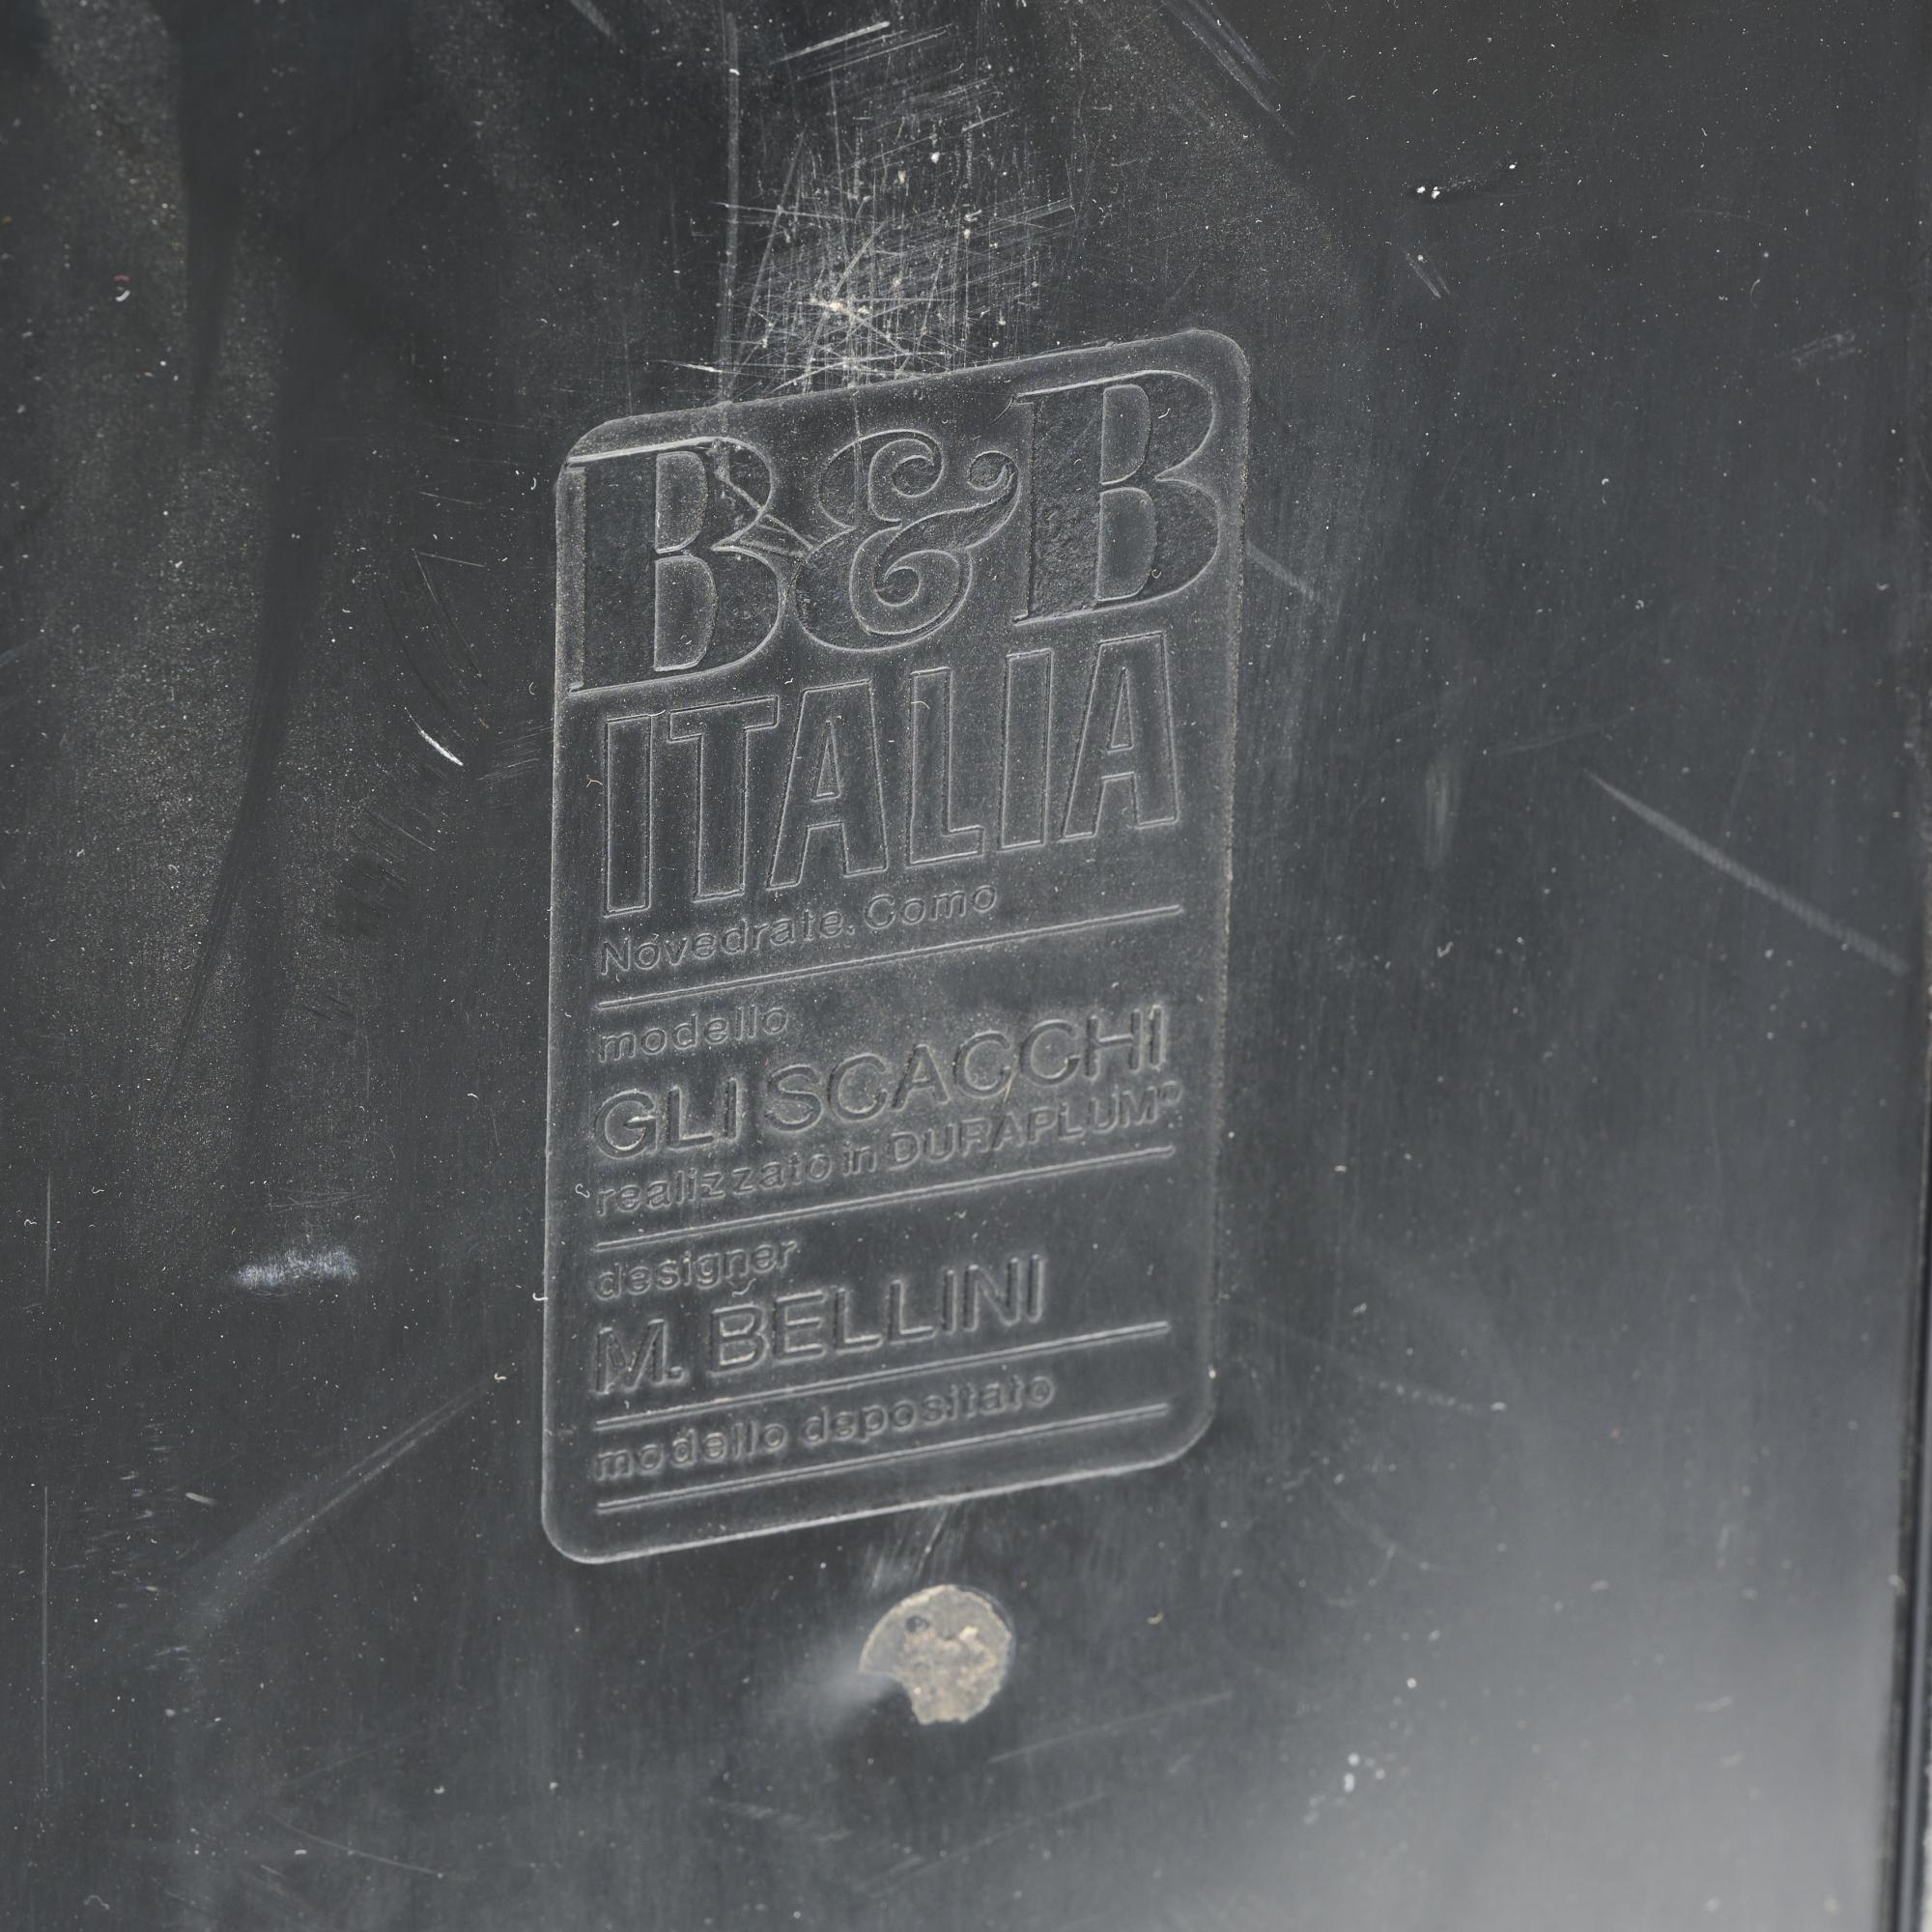 B&B
ITALIA
Novedrate. Como
modello
GLI SCACCHI
realizzato in DURAPLUM®
designer
M. BELLINI
modello depositato